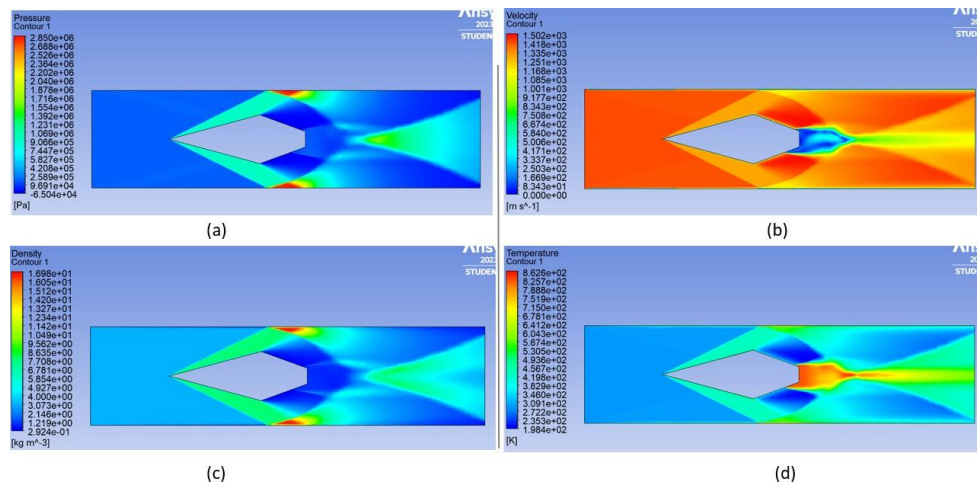 Pressure
Contour 1
2.850e+06
2.688e+06
2.526e+06
2.364e+06
2.202e+06
2.040e+06
1.878e+06
1.716e+06
1.554e+06
1.392e+06
1.231e+06
1.069e+06
9.066e+05
7.447e+05
5.827e+05
4.208e+05
2.589e+05
9.691e+04
-6.504e+04
[Pa]
2023
STUDEN
(a)
Velocity
Contour 1
1.502e+03
1.418e+03
1.335e+03
1.251e+03
1.168e+03
1.085e+03
1.001e+03
9.177e+02
8.343e+02
7.508e+02
6.674e+02
5.840e+02
5.006e+02
4.171e+02
3.337e+02
2.503e+02
1.669e+02
8.343e+01
0.000e+00
[m s^-1]
Ansy
20
STUD
(b)
Density
Contour 1
1.698e+01
1.605e+01
1.512e+01
1.420e+01
1.327e+01
1.234e+01
1.142e+01
1.049e+01
9.562e+00
8.635e+00
7.708e+00
6.781e+00
5.854e+00
4.927e+00
4.000e+00
3.073e+00
2.146e+00
1.219e+00
2.924e-01
[kg m^-3]
Ansy
202
STUDE
(c)
Temperature
Contour 1
8.626e+02
8.257e+02
7.888e+02
7.519e+02
7.150e+02
6.781e+02
6.412e+02
6.043e+02
5.674e+02
5.305e+02
4.936e+02
4.567e+02
4.198e+02
3.829e+02
3.460e+02
3.091e+02
2.722e+02
2.353e+02
1.984e+02
[K]
Ansy
20
STUD
(d)